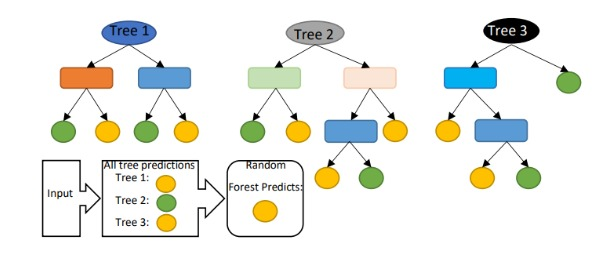 Tree 1
Tree 2
Tree 3
Input
All tree predictions
Tree 1:
Tree 2:
Tree 3:
Random
Forest Predicts: